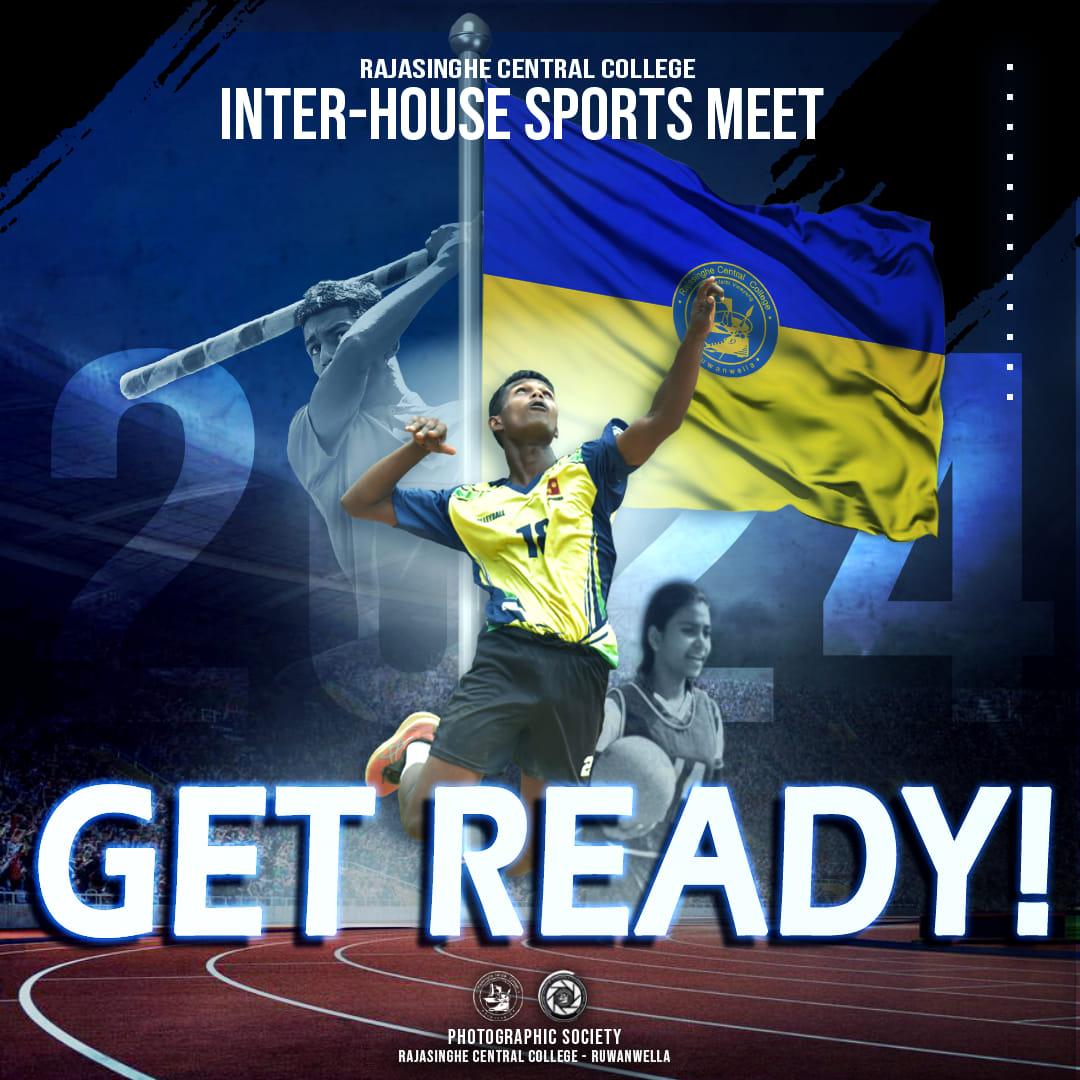 RAJASINGHE CENTRAL COLLEGE
INTER-HOUSE SPORTS MEET
Rajasinghe Central College
Ruwanwella
2024
18
GET READY!
PHOTOGRAPHIC SOCIETY
RAJASINGHE CENTRAL COLLEGE - RUWANWELLA